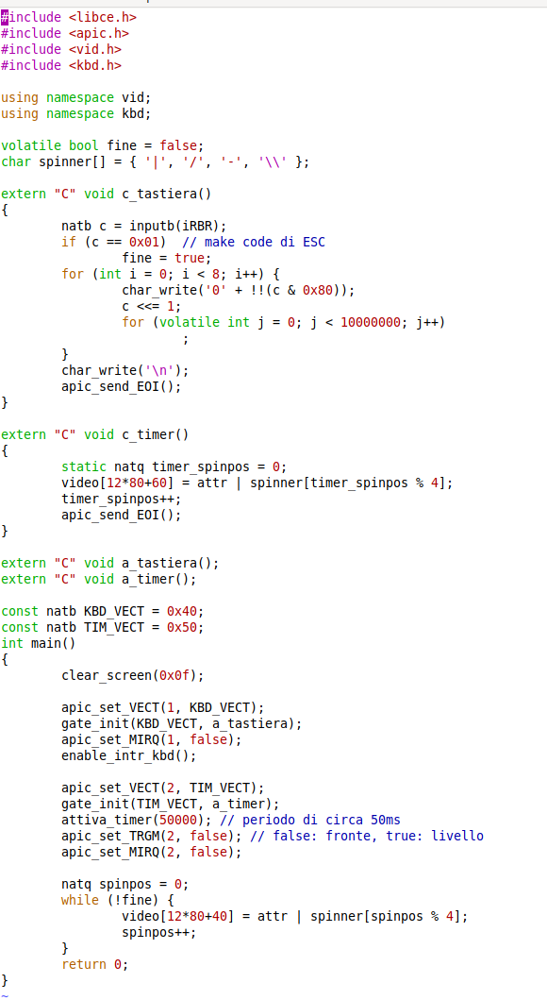 #include <libce.h>
#include <apic.h>
#include <vid.h>
#include <kbd.h>

using namespace vid;
using namespace kbd;

volatile bool fine = false;
char spinner[] = { '|', '/', '-', '\\' };

extern "C" void c_tastiera()
{
        natb c = inputb(iRBR);
        if (c == 0x01)  // make code di ESC
                fine = true;
        for (int i = 0; i < 8; i++) {
                char_write('0' + !!(c & 0x80));
                c <<= 1;
                for (volatile int j = 0; j < 10000000; j++)
                        ;
        }
        char_write('\n');
        apic_send_EOI();
}

extern "C" void c_timer()
{
        static natq timer_spinpos = 0;
        video[12*80+60] = attr | spinner[timer_spinpos % 4];
        timer_spinpos++;
        apic_send_EOI();
}

extern "C" void a_tastiera();
extern "C" void a_timer();

const natb KBD_VECT = 0x40;
const natb TIM_VECT = 0x50;
int main()
{
        clear_screen(0x0f);

        apic_set_VECT(1, KBD_VECT);
        gate_init(KBD_VECT, a_tastiera);
        apic_set_MIRQ(1, false);
        enable_intr_kbd();

        apic_set_VECT(2, TIM_VECT);
        gate_init(TIM_VECT, a_timer);
        attiva_timer(50000); // periodo di circa 50ms
        apic_set_TRGM(2, false); // false: fronte, true: livello
        apic_set_MIRQ(2, false);

        natq spinpos = 0;
        while (!fine) {
                video[12*80+40] = attr | spinner[spinpos % 4];
                spinpos++;
        }
        return 0;
}
~